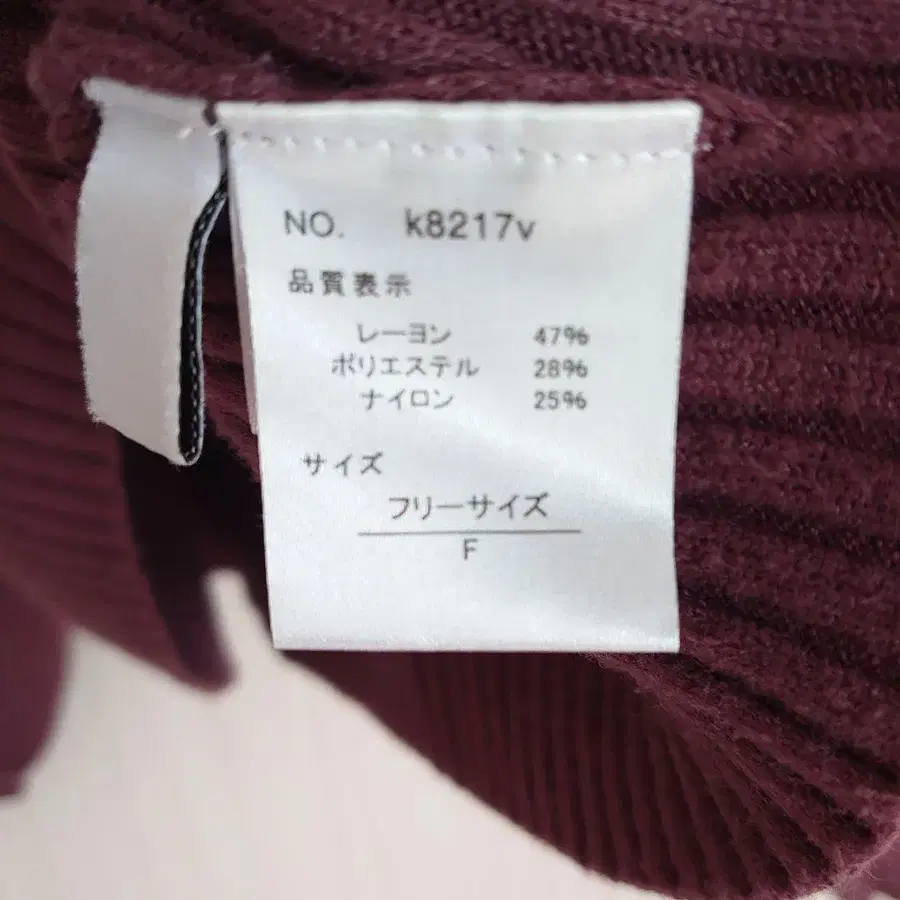 NO. k8217v
品質表示
レーヨン 47%
ポリエステル 28%
ナイロン 25%
サイズ
フリーサイズ
F